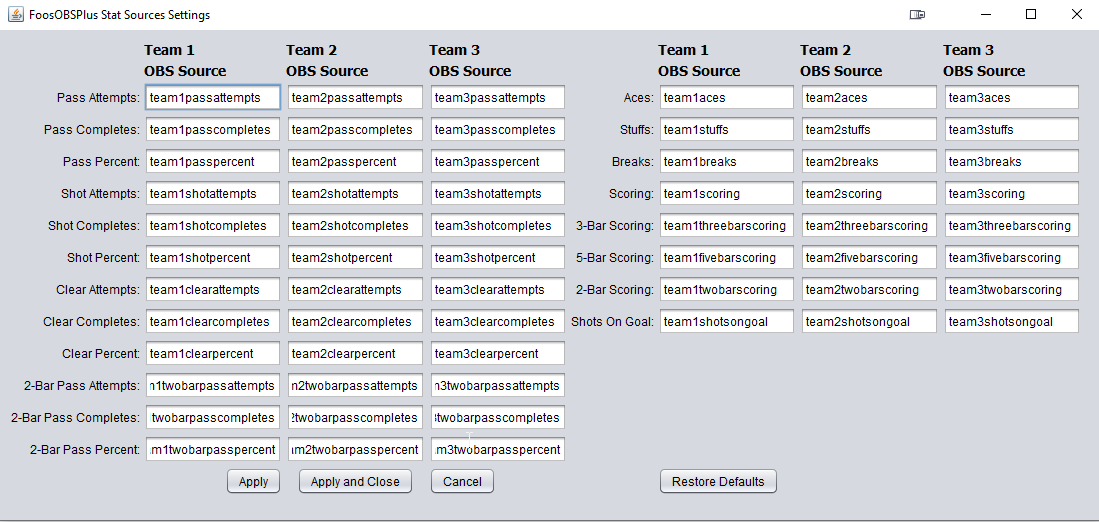 FoosOBSPlus Stat Sources Settings
Team 1 Team 2 Team 3 Team 1 Team 2 Team 3
OBS Source OBS Source OBS Source OBS Source OBS Source OBS Source
Pass Attempts: team1passattempts team2passattempts team3passattempts Aces: team1aces team2aces team3aces
Pass Completes: team1passcompletes team2passcompletes team3passcompletes Stuffs: team1stuffs team2stuffs team3stuffs
Pass Percent: team1passpercent team2passpercent team3passpercent Breaks: team1breaks team2breaks team3breaks
Shot Attempts: team1shotattempts team2shotattempts team3shotattempts Scoring: team1scoring team2scoring team3scoring
Shot Completes: team1shotcompletes team2shotcompletes team3shotcompletes 3-Bar Scoring: team1threebarscoring team2threebarscoring team3threebarscoring
Shot Percent: team1shotpercent team2shotpercent team3shotpercent 5-Bar Scoring: team1fivebarscoring team2fivebarscoring team3fivebarscoring
Clear Attempts: team1clearattempts team2clearattempts team3clearattempts 2-Bar Scoring: team1twobarscoring team2twobarscoring team3twobarscoring
Clear Completes: team1clearcompletes team2clearcompletes team3clearcompletes Shots On Goal: team1shotsongoal team2shotsongoal team3shotsongoal
Clear Percent: team1clearpercent team2clearpercent team3clearpercent
2-Bar Pass Attempts: n1twobarpassattempts n2twobarpassattempts n3twobarpassattempts
2-Bar Pass Completes: twobarpasscompletes 2twobarpasscompletes 3twobarpasscompletes
2-Bar Pass Percent: m1twobarpasspercent m2twobarpasspercent m3twobarpasspercent
Apply Apply and Close Cancel Restore Defaults